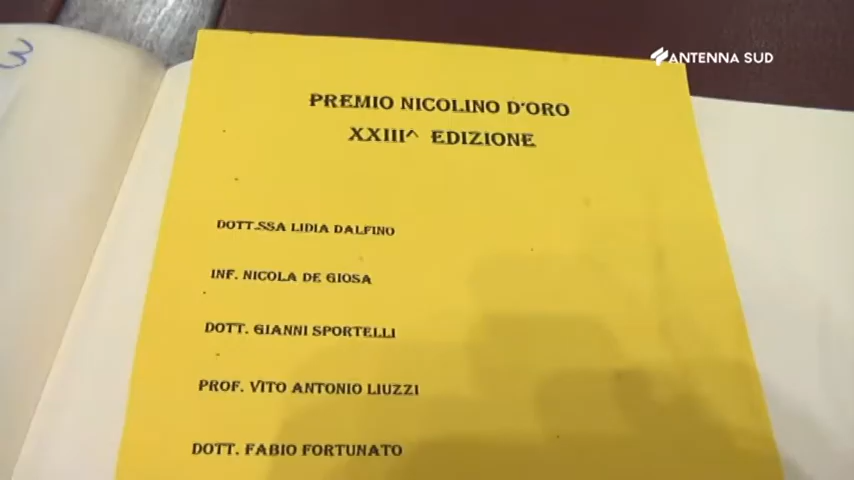 3
ANTENNA SUD
PREMIO NICOLINO D'ORO
XXIII^ EDIZIONE
DOTT.SSA LIDIA DALFINO
INF. NICOLA DE GIOSA
DOTT. GIANNI SPORTELLI
PROF. VITO ANTONIO LIUZZI
DOTT. FABIO FORTUNATO